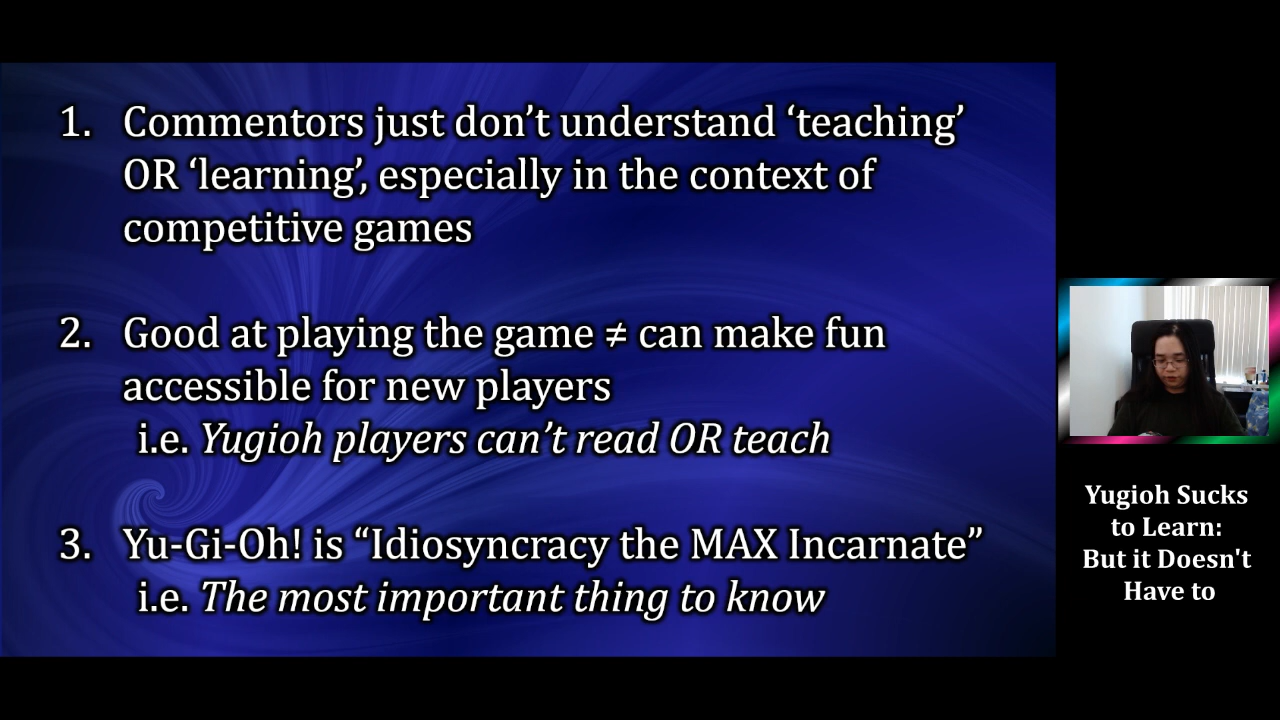 1. Commentors just don’t understand ‘teaching’
OR ‘learning’, especially in the context of
competitive games
2. Good at playing the game ≠ can make fun
accessible for new players
i.e. Yugioh players can’t read OR teach
3. Yu-Gi-Oh! is “Idiosyncracy the MAX Incarnate”
i.e. The most important thing to know
Yugioh Sucks
to Learn:
But it Doesn't
Have to